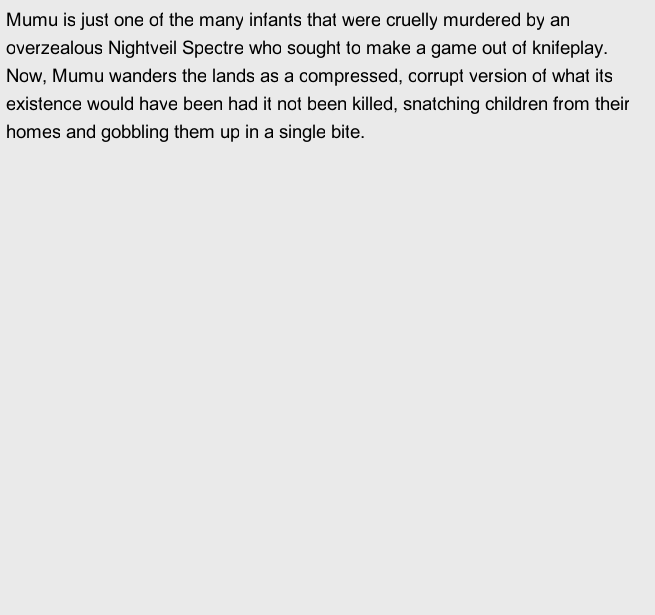 Mumu is just one of the many infants that were cruelly murdered by an
overzealous Nightveil Spectre who sought to make a game out of knifeplay.
Now, Mumu wanders the lands as a compressed, corrupt version of what its
existence would have been had it not been killed, snatching children from their
homes and gobbling them up in a single bite.